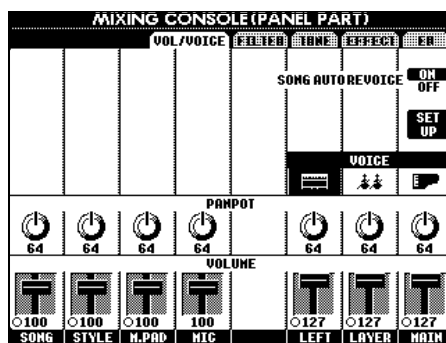 MIXING CONSOLE(PANEL PART)
VOL/VOICE FILTER TUNE EFFECT EQ
SONG AUTO REVOICE ON
OFF
SET
UP
VOICE
PANPOT
64 64 64 64 64 64 64
VOLUME
100 100 100 100 127 127 127
SONG STYLE M.PAD MIC LEFT LAYER MAIN